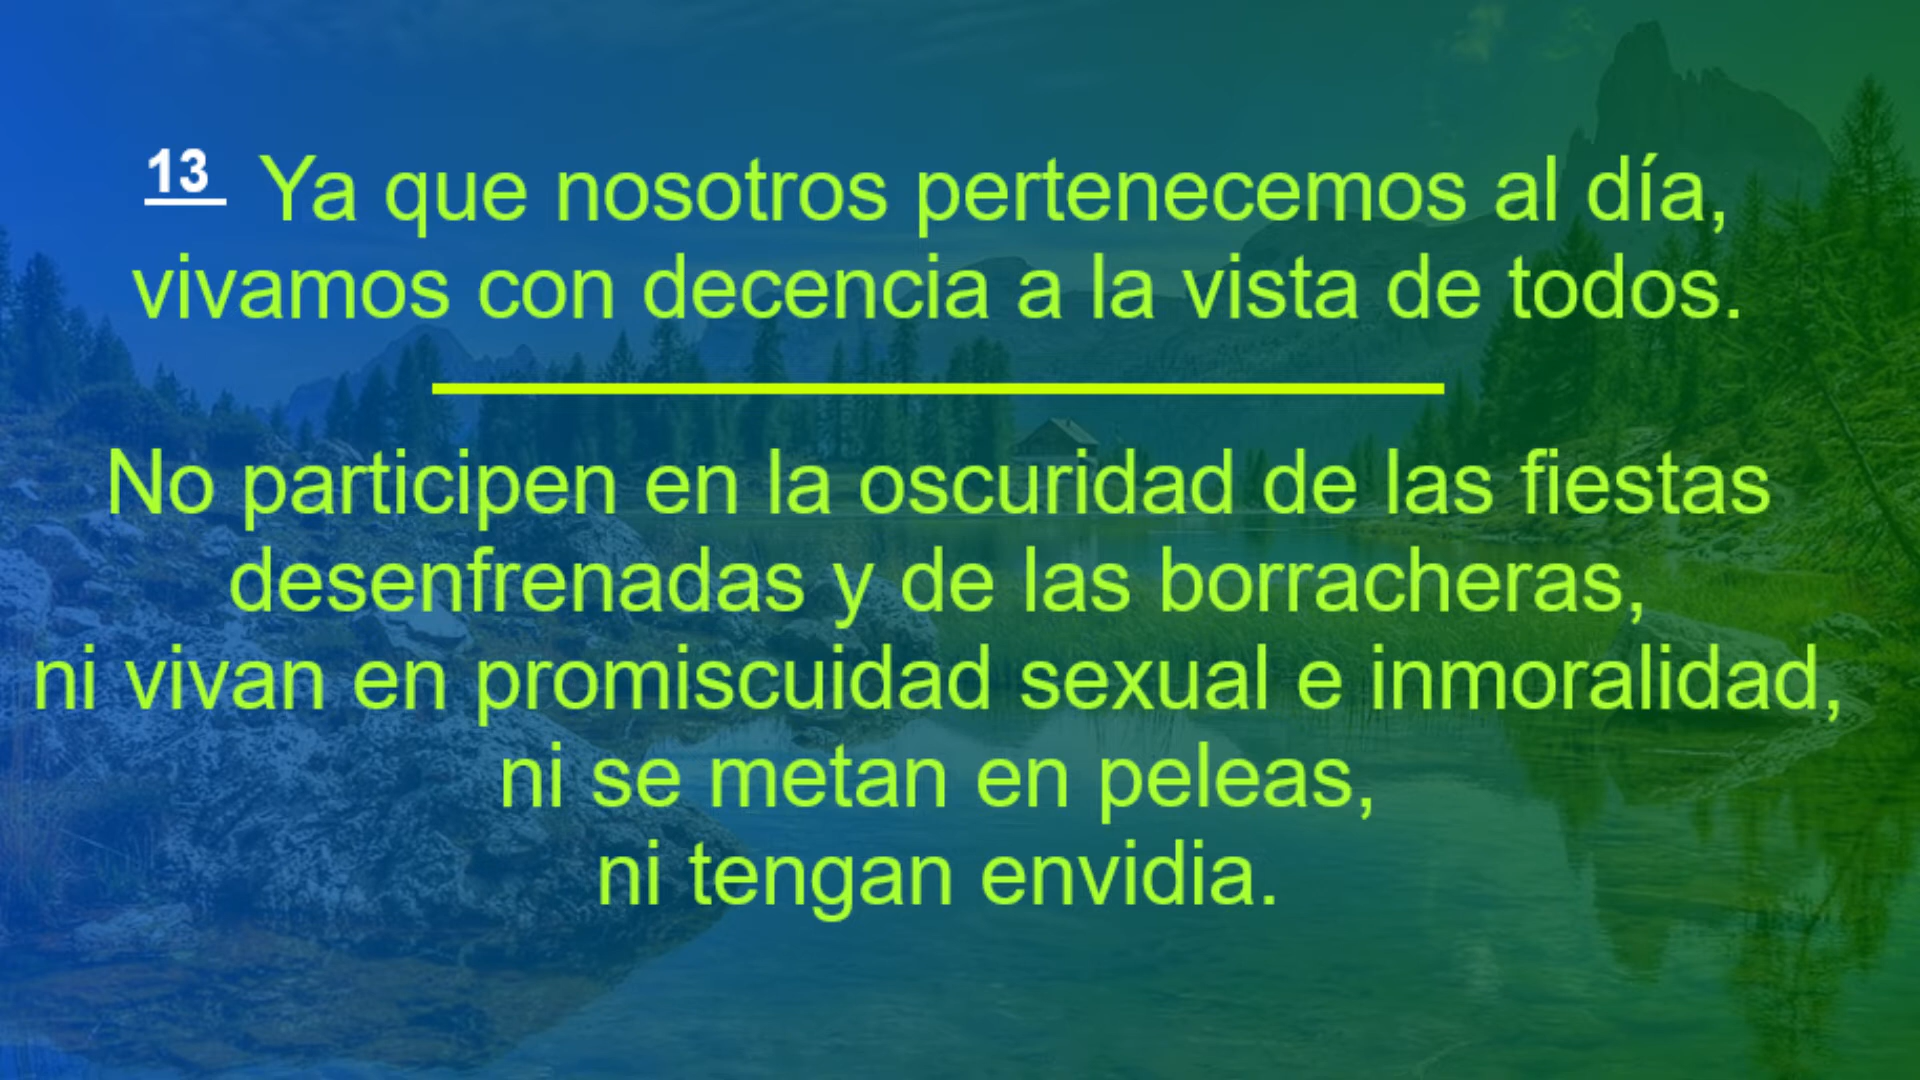 13 Ya que nosotros pertenecemos al día,
vivamos con decencia a la vista de todos.
No participen en la oscuridad de las fiestas
desenfrenadas y de las borracheras,
ni vivan en promiscuidad sexual e inmoralidad,
ni se metan en peleas,
ni tengan envidia.